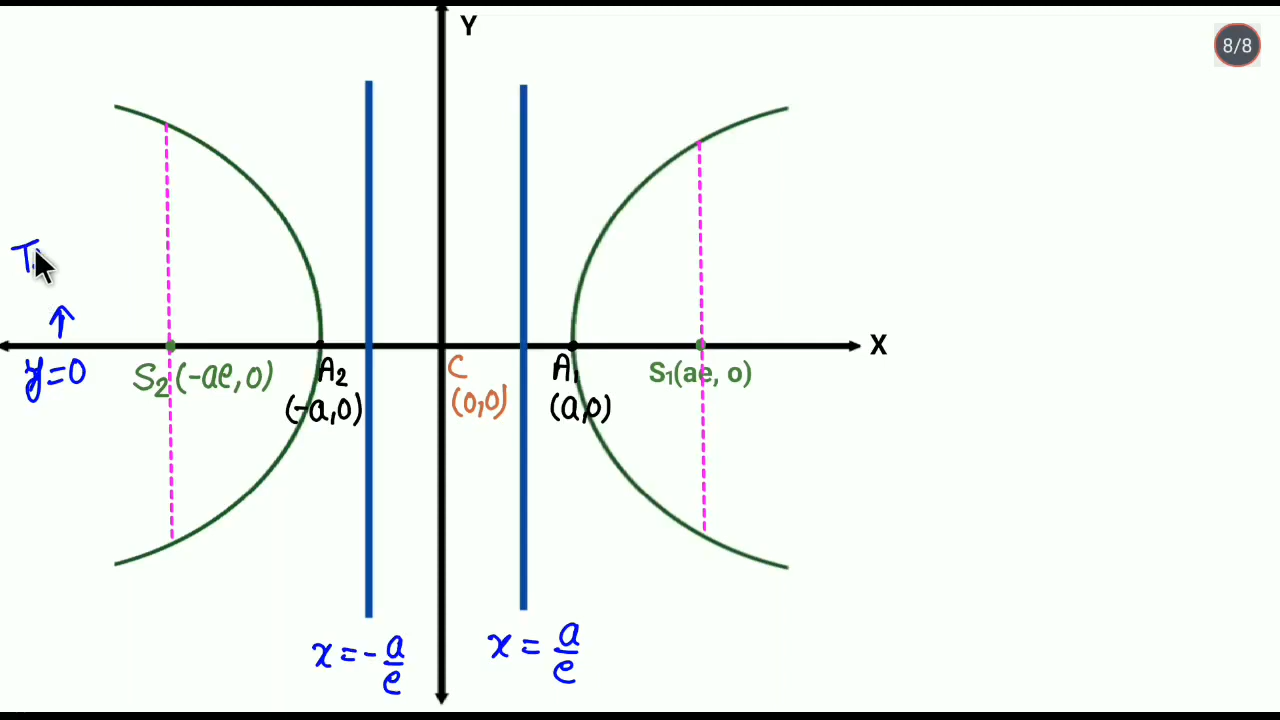 Y
8/8
T
y=0
X
S₂(-ae,0)
A₂
(-a,0)
C
(0,0)
A₁
(a,0)
S₁(ae, o)
x=-a/e
x=a/e